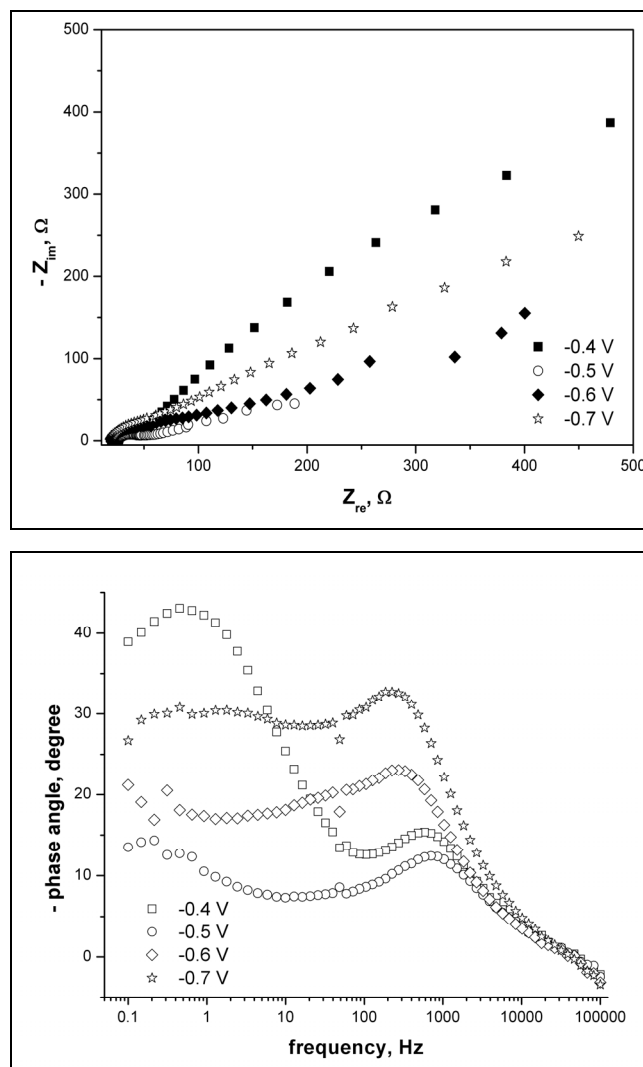 500
400
300
200
100
0
- Z_im, Ω
-0.4 V
-0.5 V
-0.6 V
-0.7 V
100 200 300 400 500
Z_re, Ω
40
30
20
10
0
- phase angle, degree
-0.4 V
-0.5 V
-0.6 V
-0.7 V
0.1 1 10 100 1000 10000 100000
frequency, Hz